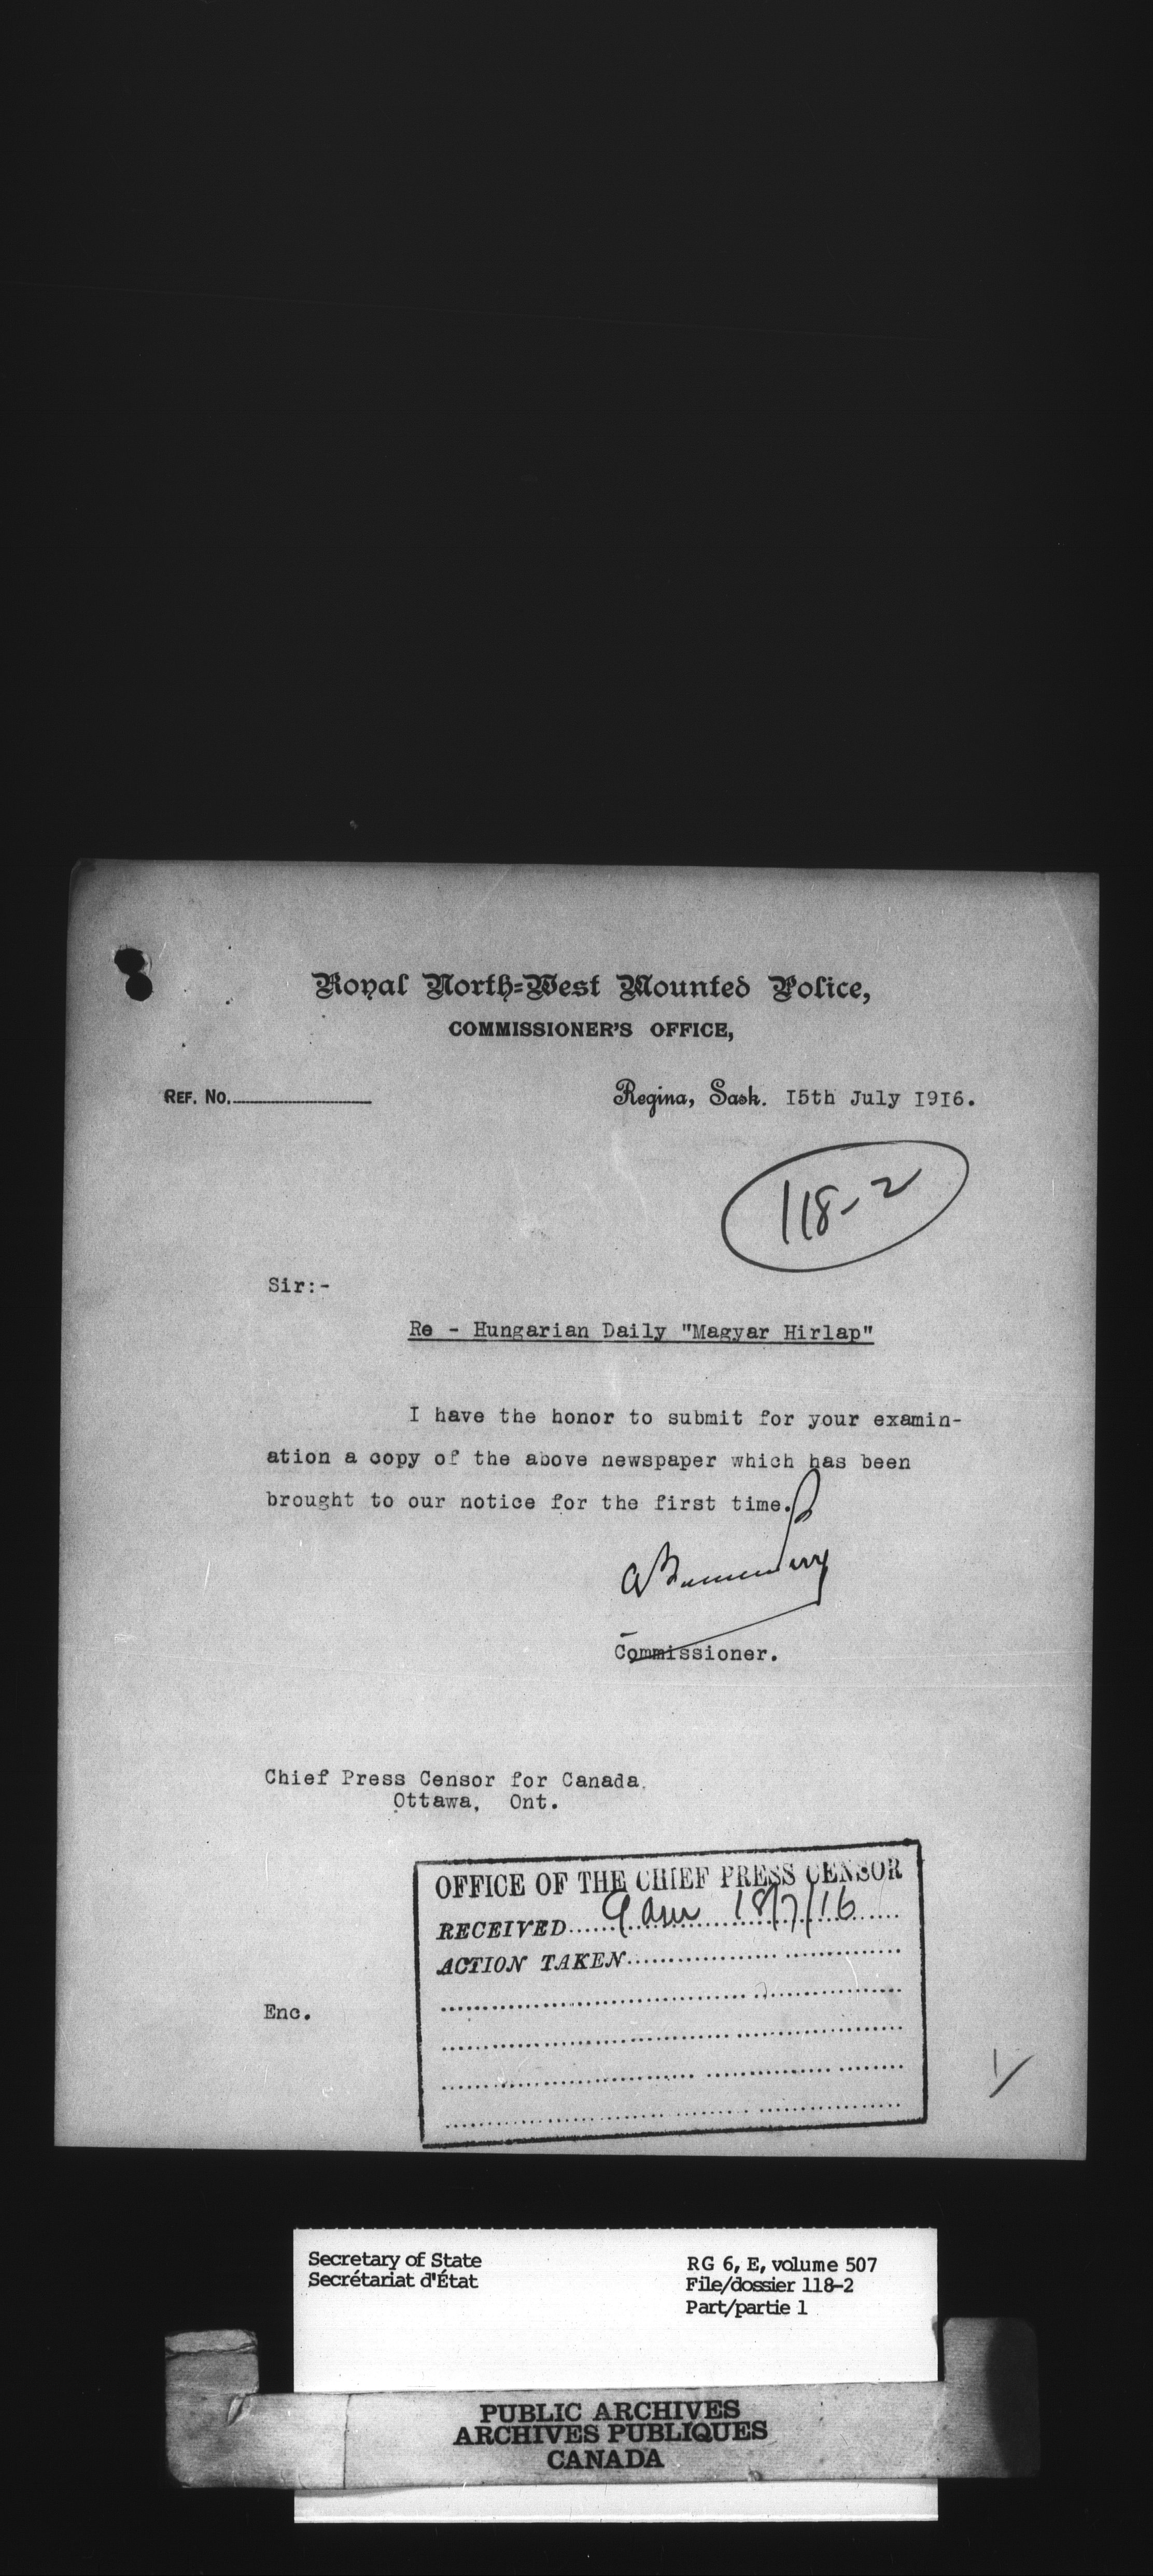 Royal North-West Mounted Police,
COMMISSIONER'S OFFICE,
REF. No.
Regina, Sask. 15th July 1916.
118-2
Sir:-
Re - Hungarian Daily "Magyar Hirlap"
I have the honor to submit for your examin-
ation a copy of the above newspaper which has been
brought to our notice for the first time.
Commissioner.
Chief Press Censor for Canada,
Ottawa, Ont.
OFFICE OF THE CHIEF PRESS CENSOR
RECEIVED 9 am 18/7/16
ACTION TAKEN
Enc.
Secretary of State
Secrétariat d'État
RG 6, E, volume 507
File/dossier 118-2
Part/partie 1
PUBLIC ARCHIVES
ARCHIVES PUBLIQUES
CANADA